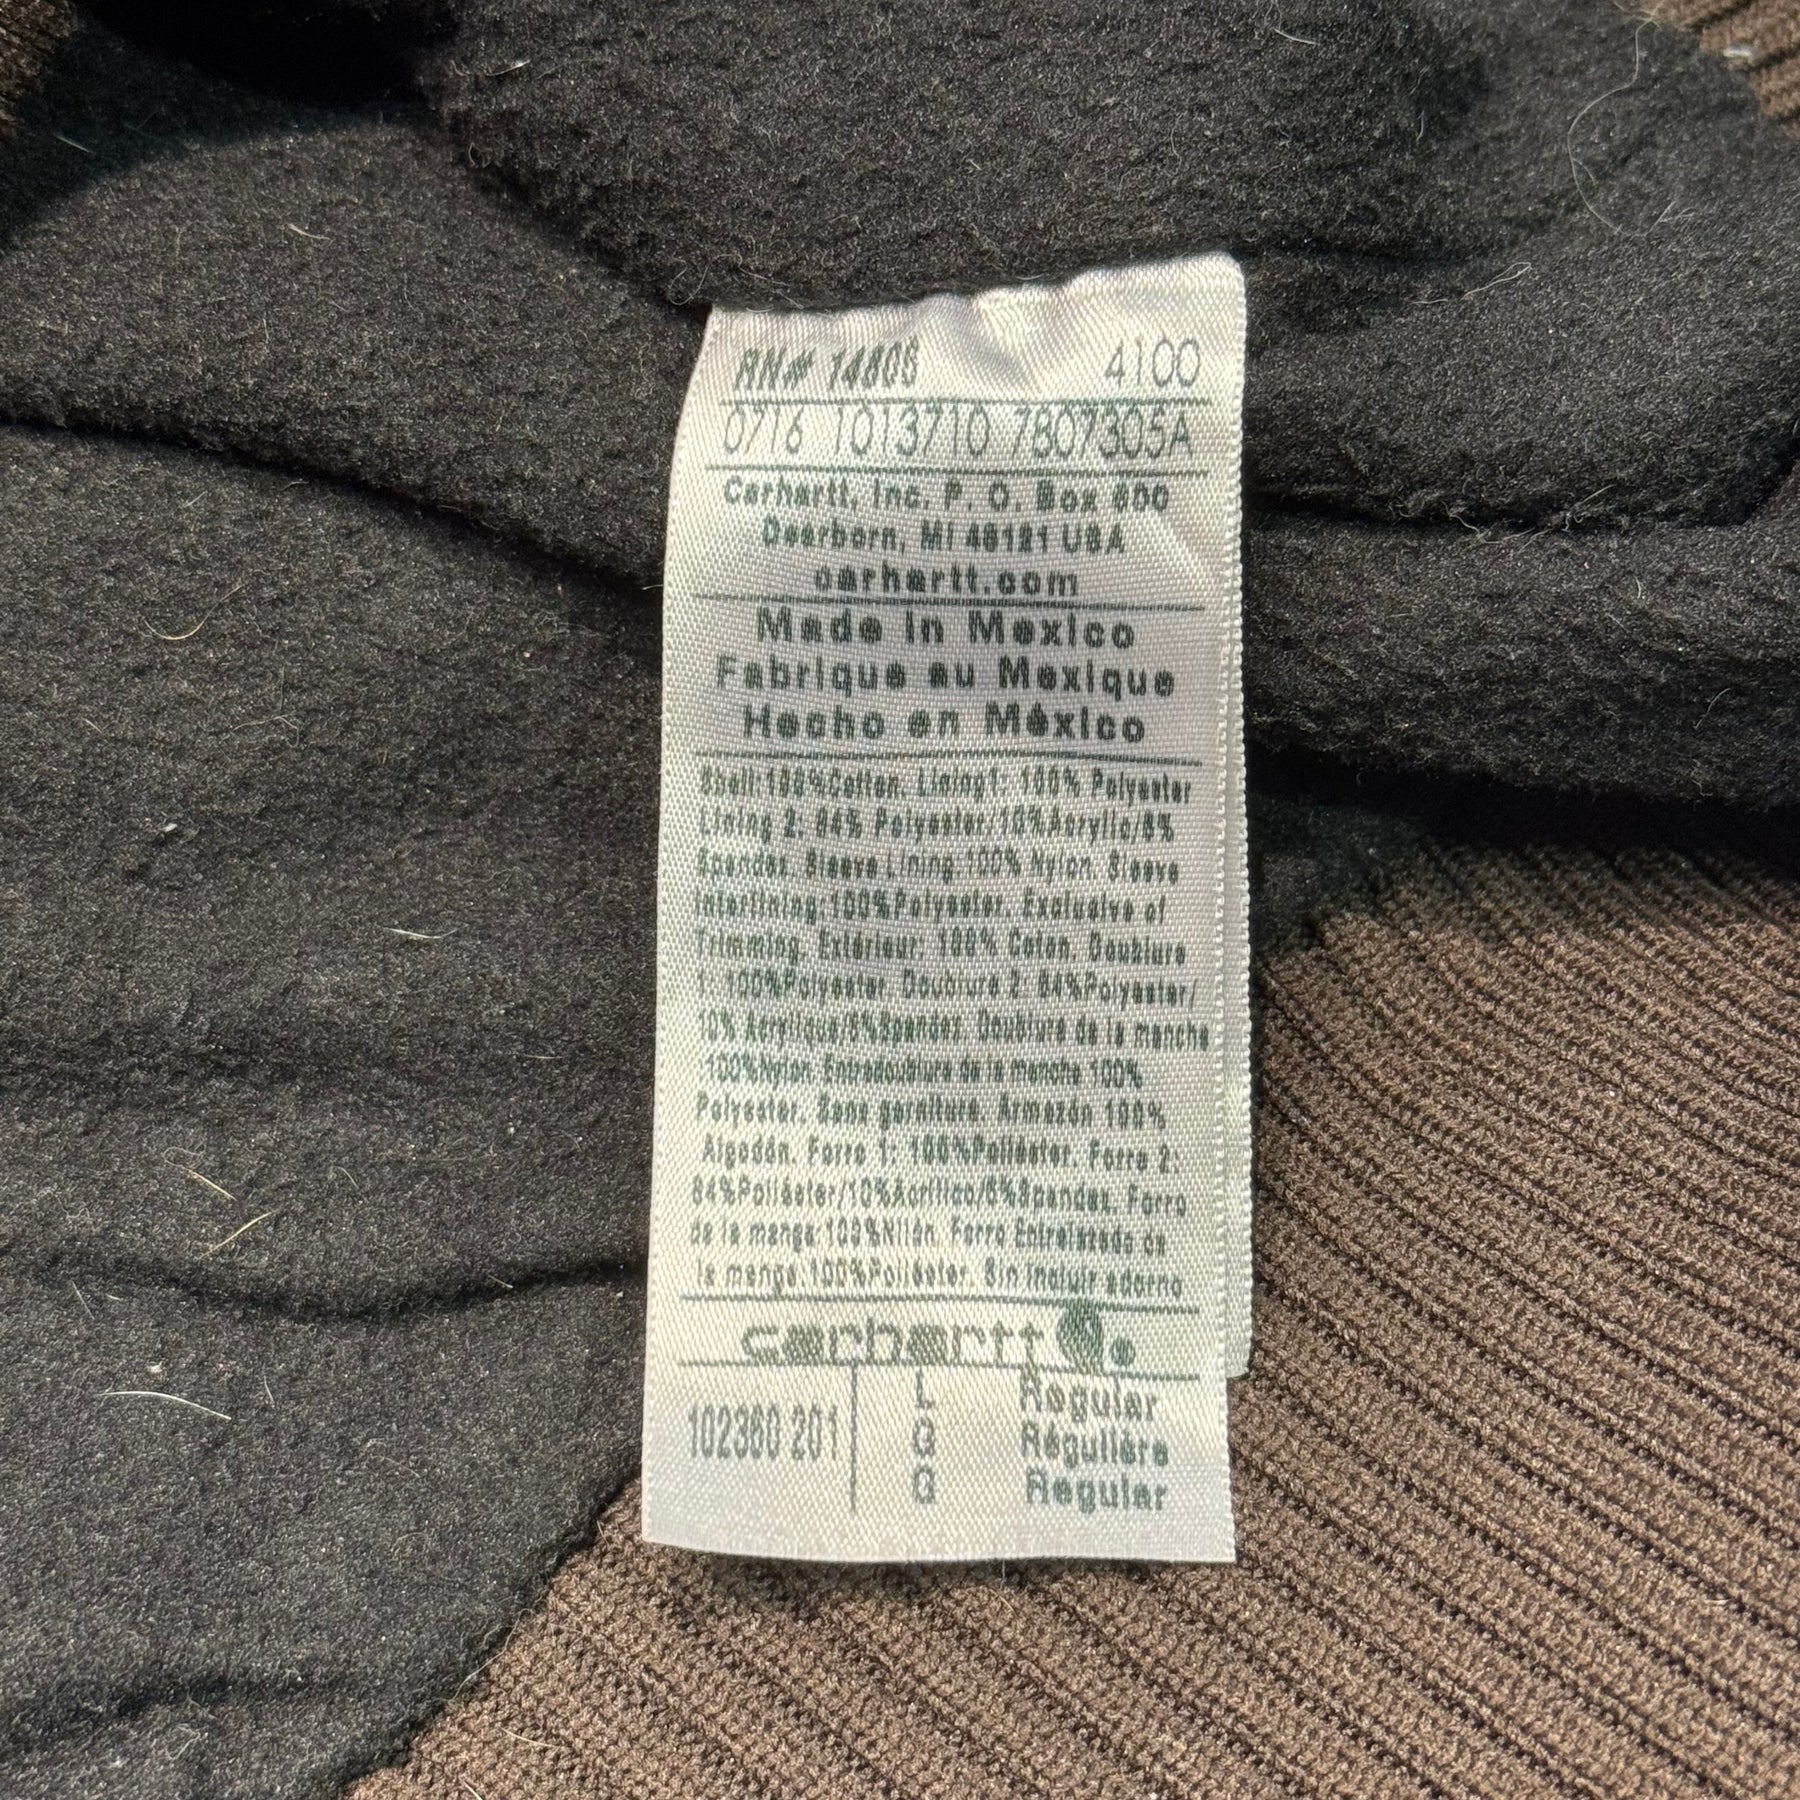 RN# 14806 4100
0716 1013710 7807305A
Carhartt, Inc. P. O. Box 600
Dearborn, MI 48121 USA
carhartt.com
Made in Mexico
Fabriqué au Mexique
Hecho en México
Shell:100%Cotton. Lining1: 100% Polyester
Lining 2: 84% Polyester/10%Acrylic/6%
Spandex. Sleeve Lining:100% Nylon. Sleeve
Interlining:100%Polyester. Exclusive of
Trimming. Extérieur: 100% Coton. Doublure
1: 100%Polyester. Doublure 2: 84%Polyester/
10% Acrylique/6%Spandex. Doublure de la manche
100%Nylon. Entredoublure de la manche 100%
Polyester. Sans garniture. Armazón 100%
Algodón. Forro 1: 100%Poliéster. Forro 2:
84%Poliéster/10%Acrílico/6%Spandex. Forro
de la manga 100%Nilón. Forro Entrelazado de
la manga.100%Poliéster. Sin incluir adorno
carhartt
102360 201 L Regular
G Régulière
G Regular